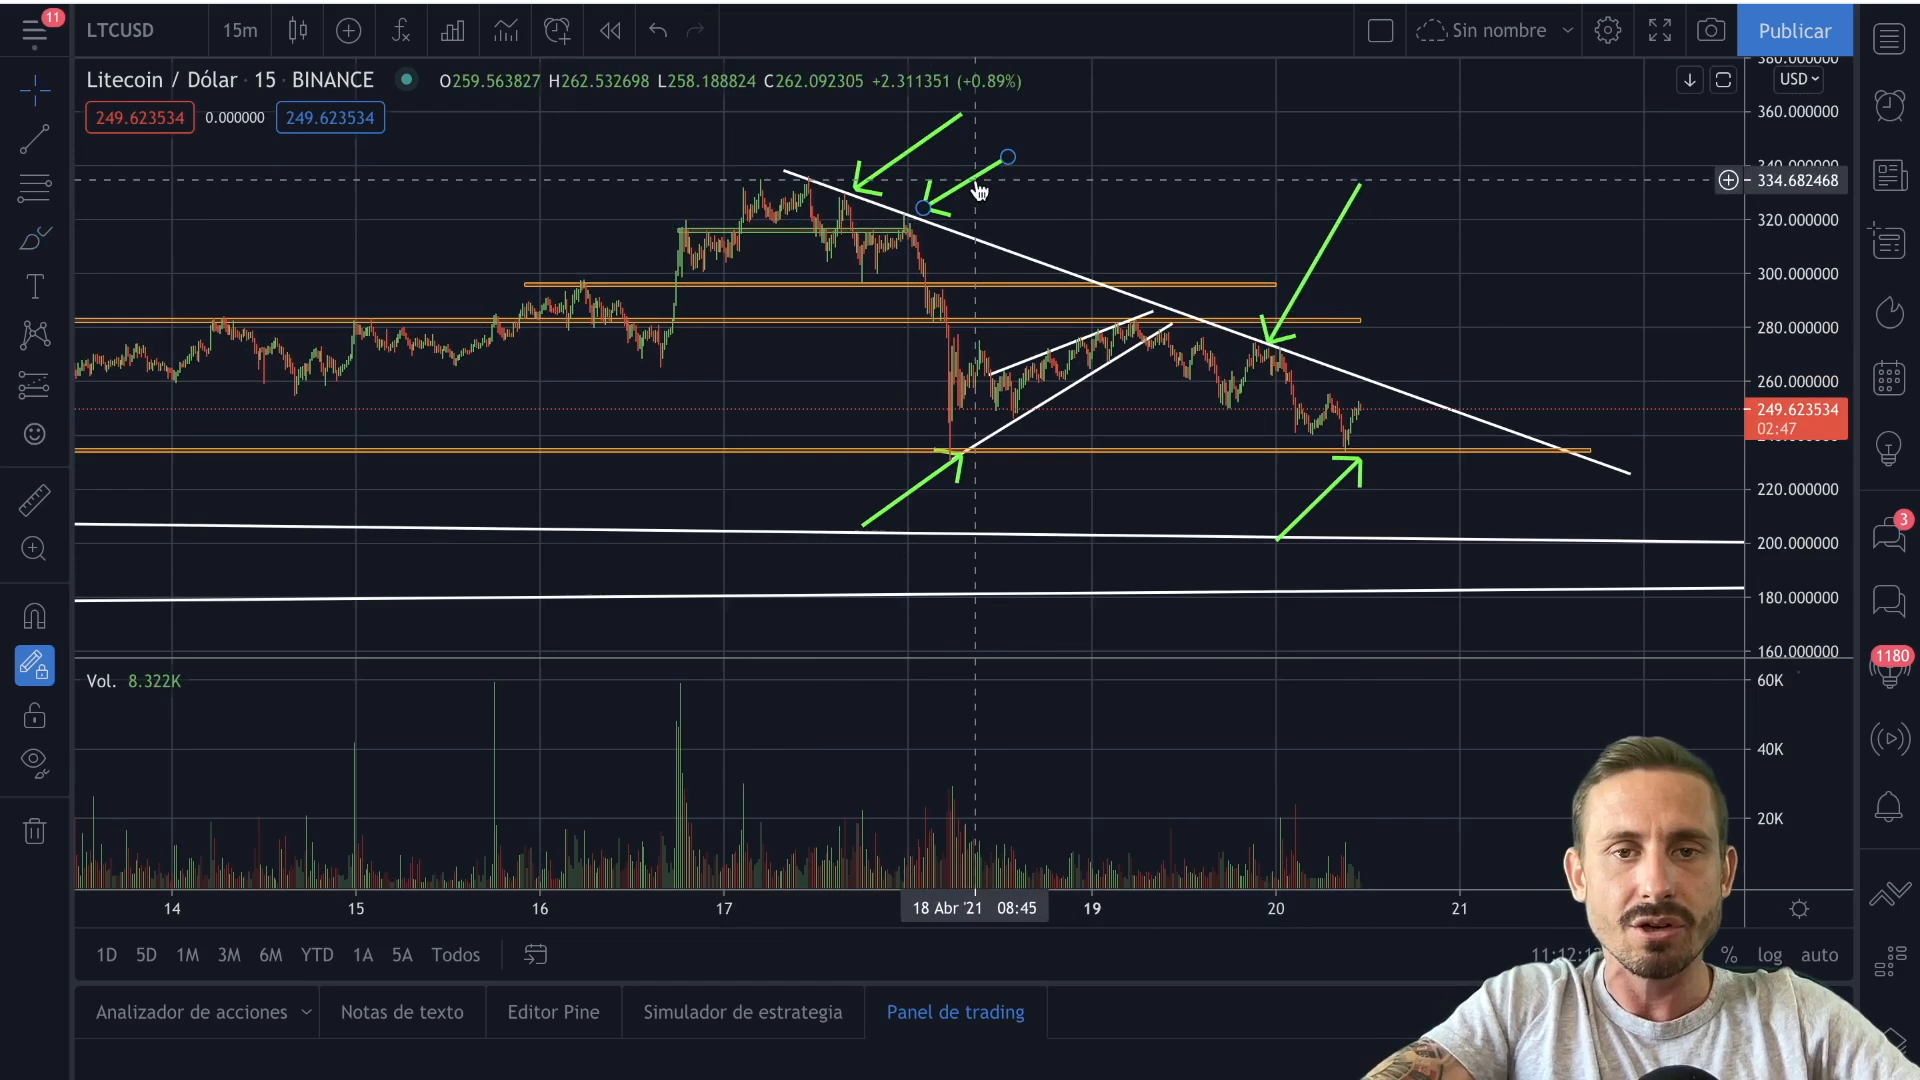 11
LTCUSD
15m
Sin nombre
Publicar
Litecoin / Dólar · 15 · BINANCE
O259.563827 H262.532698 L258.188824 C262.092305 +2.311351 (+0.89%)
249.623534 0.000000 249.623534
USD
380.000000
360.000000
340.000000
334.682468
320.000000
300.000000
280.000000
260.000000
249.623534
02:47
220.000000
200.000000
180.000000
160.000000
3
1180
Vol. 8.322K
60K
40K
20K
14 15 16 17 18 Abr '21 08:45 19 20 21
1D 5D 1M 3M 6M YTD 1A 5A Todos
% log auto
Analizador de acciones Notas de texto Editor Pine Simulador de estrategia Panel de trading